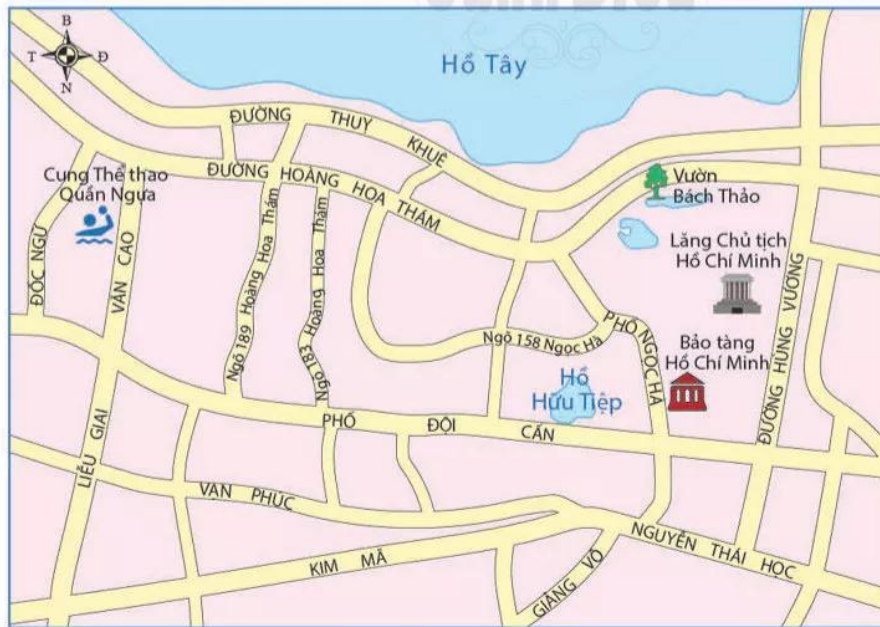 B
T
Đ
N
Hồ Tây
ĐƯỜNG THUỴ KHUÊ
Cung Thể thao
Quần Ngựa
ĐƯỜNG HOÀNG HOA THÁM
Vườn
Bách Thảo
Lăng Chủ tịch
Hồ Chí Minh
ĐỐC NGỮ
VĂN CAO
Ngõ 189 Hoàng Hoa Thám
Ngõ 183 Hoàng Hoa Thám
Ngõ 158 Ngọc Hà
PHỐ NGỌC HÀ
Bảo tàng
Hồ Chí Minh
ĐƯỜNG HÙNG VƯƠNG
Hồ
Hữu Tiệp
PHỐ ĐỘI CẤN
LIỄU GIAI
VẠN PHÚC
KIM MÃ
GIẢNG VÕ
NGUYỄN THÁI HỌC